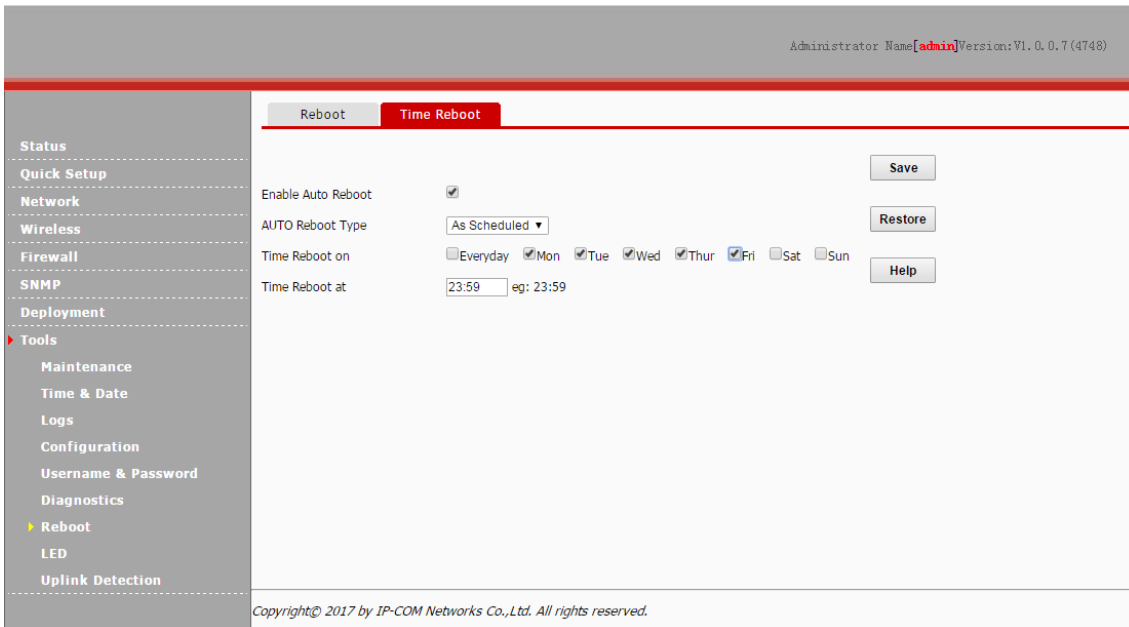 Administrator Name[admin]Version:V1.0.0.7(4748)
Reboot
Time Reboot
Status
Quick Setup
Network
Wireless
Firewall
SNMP
Deployment
Tools
Maintenance
Time & Date
Logs
Configuration
Username & Password
Diagnostics
Reboot
LED
Uplink Detection
Enable Auto Reboot
AUTO Reboot Type As Scheduled
Time Reboot on Everyday Mon Tue Wed Thur Fri Sat Sun
Time Reboot at 23:59 eg: 23:59
Save
Restore
Help
Copyright© 2017 by IP-COM Networks Co.,Ltd. All rights reserved.